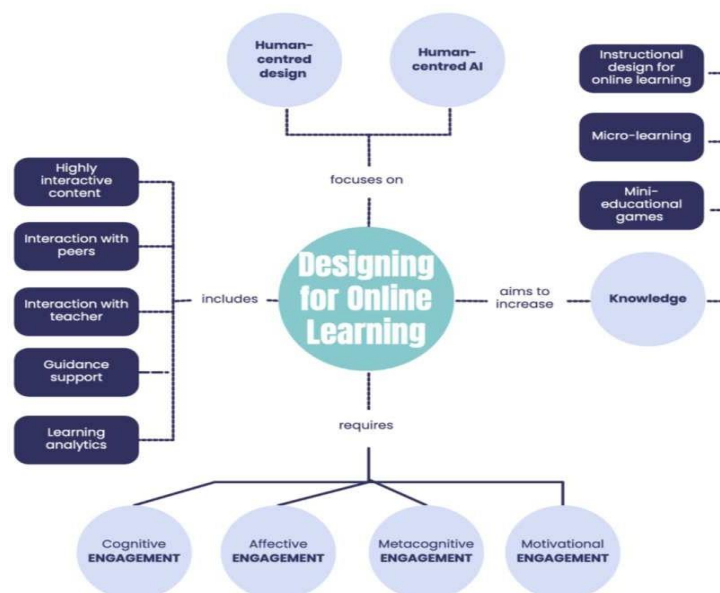 Human-
centred
design
Human-
centred AI
Instructional
design for
online learning
Micro-learning
Mini-
educational
games
focuses on
Highly
interactive
content
Interaction with
peers
Interaction with
teacher
Guidance
support
Learning
analytics
includes
Designing
for Online
Learning
aims to
increase
Knowledge
requires
Cognitive
ENGAGEMENT
Affective
ENGAGEMENT
Metacognitive
ENGAGEMENT
Motivational
ENGAGEMENT